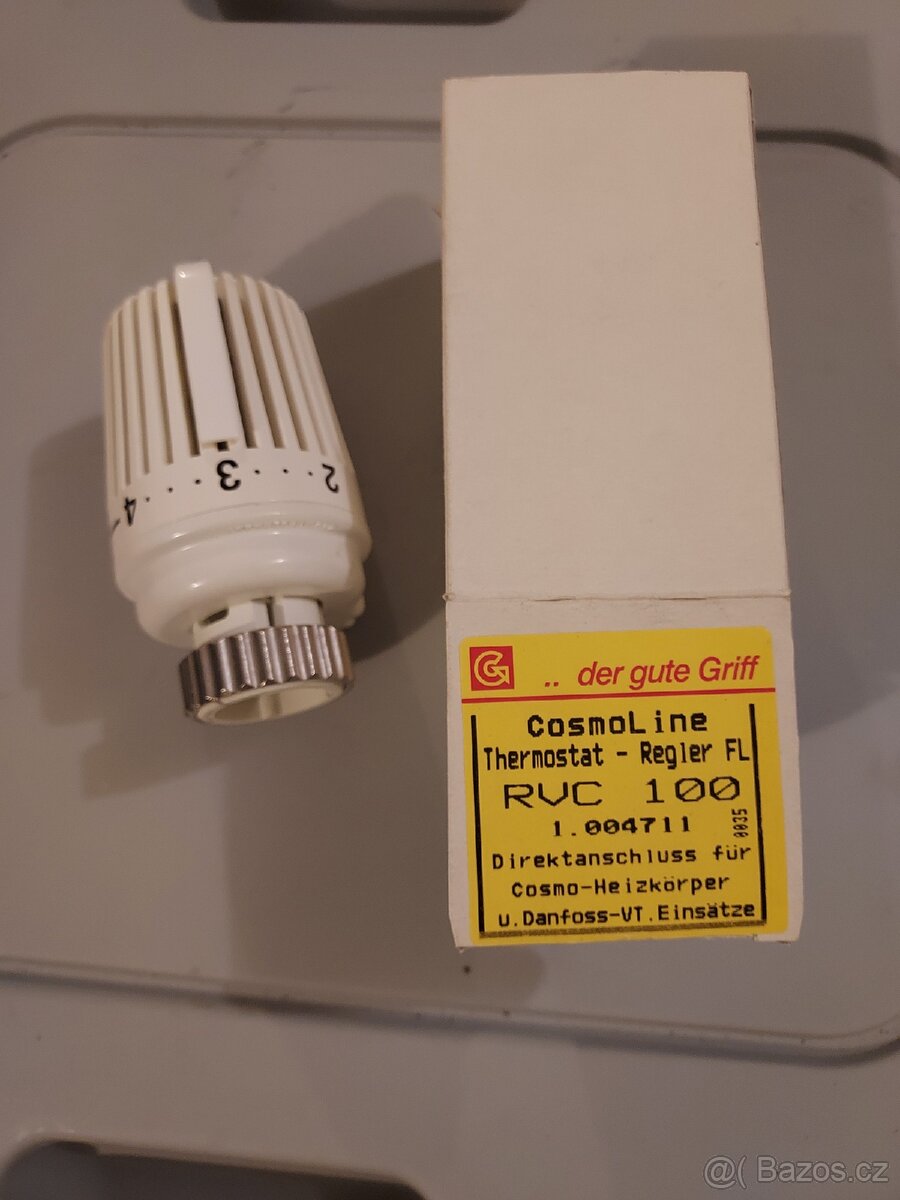 2 . . . 3 . . . 4
.. der gute Griff
CosmoLine
Thermostat - Regler FL
RVC 100
1.004711
0035
Direktanschluss für
Cosmo-Heizkörper
u.Danfoss-VT.Einsätze
@( Bazos.cz